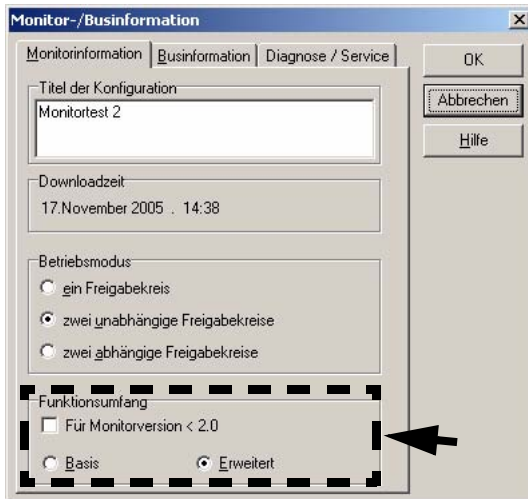 Monitor-/Businformation
Monitorinformation Businformation Diagnose / Service
OK
Abbrechen
Hilfe
Titel der Konfiguration
Monitortest 2
Downloadzeit
17.November 2005 . 14:38
Betriebsmodus
ein Freigabekreis
zwei unabhängige Freigabekreise
zwei abhängige Freigabekreise
Funktionsumfang
Für Monitorversion < 2.0
Basis Erweitert